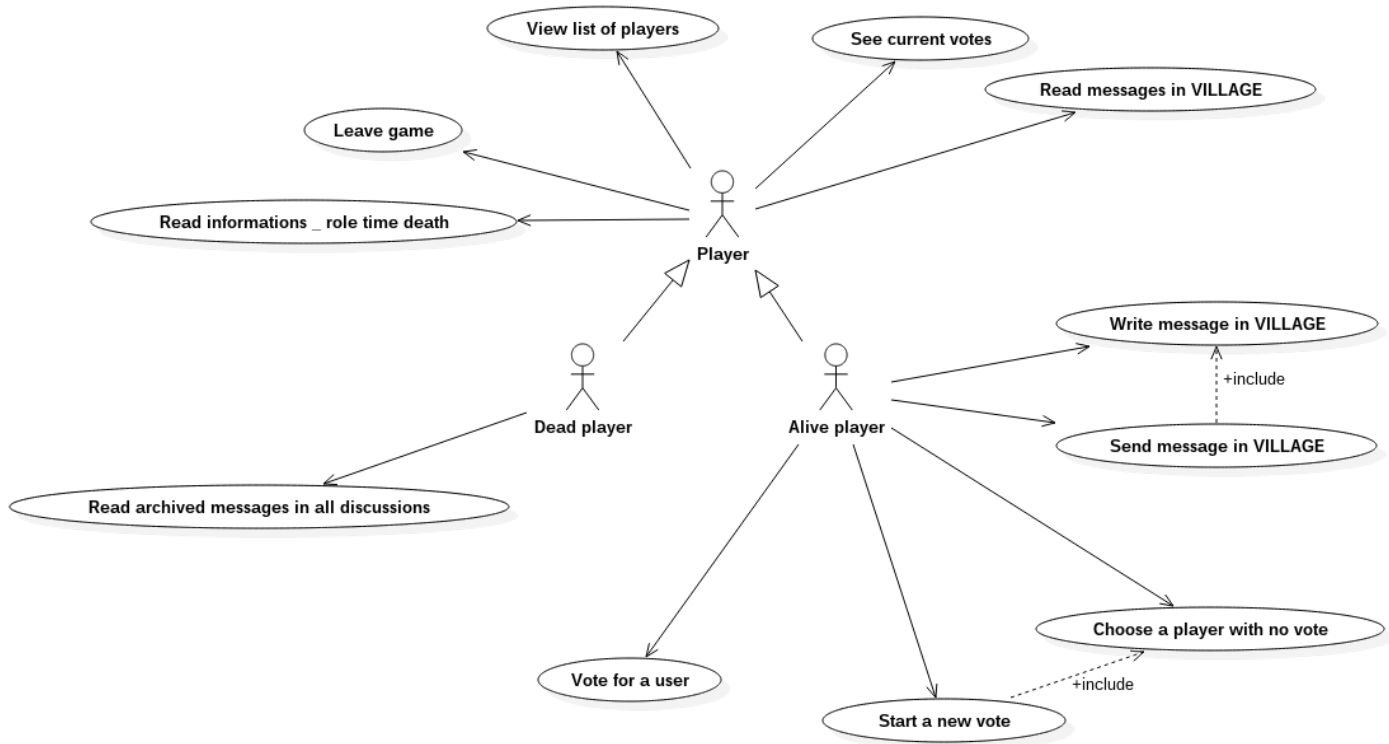 View list of players
See current votes
Read messages in VILLAGE
Leave game
Read informations _ role time death
Player
Write message in VILLAGE
+include
Dead player
Alive player
Send message in VILLAGE
Read archived messages in all discussions
Choose a player with no vote
Vote for a user
+include
Start a new vote